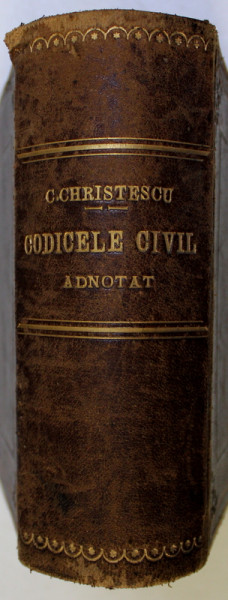 C. CHRISTESCU
CODICELE CIVIL
ADNOTAT